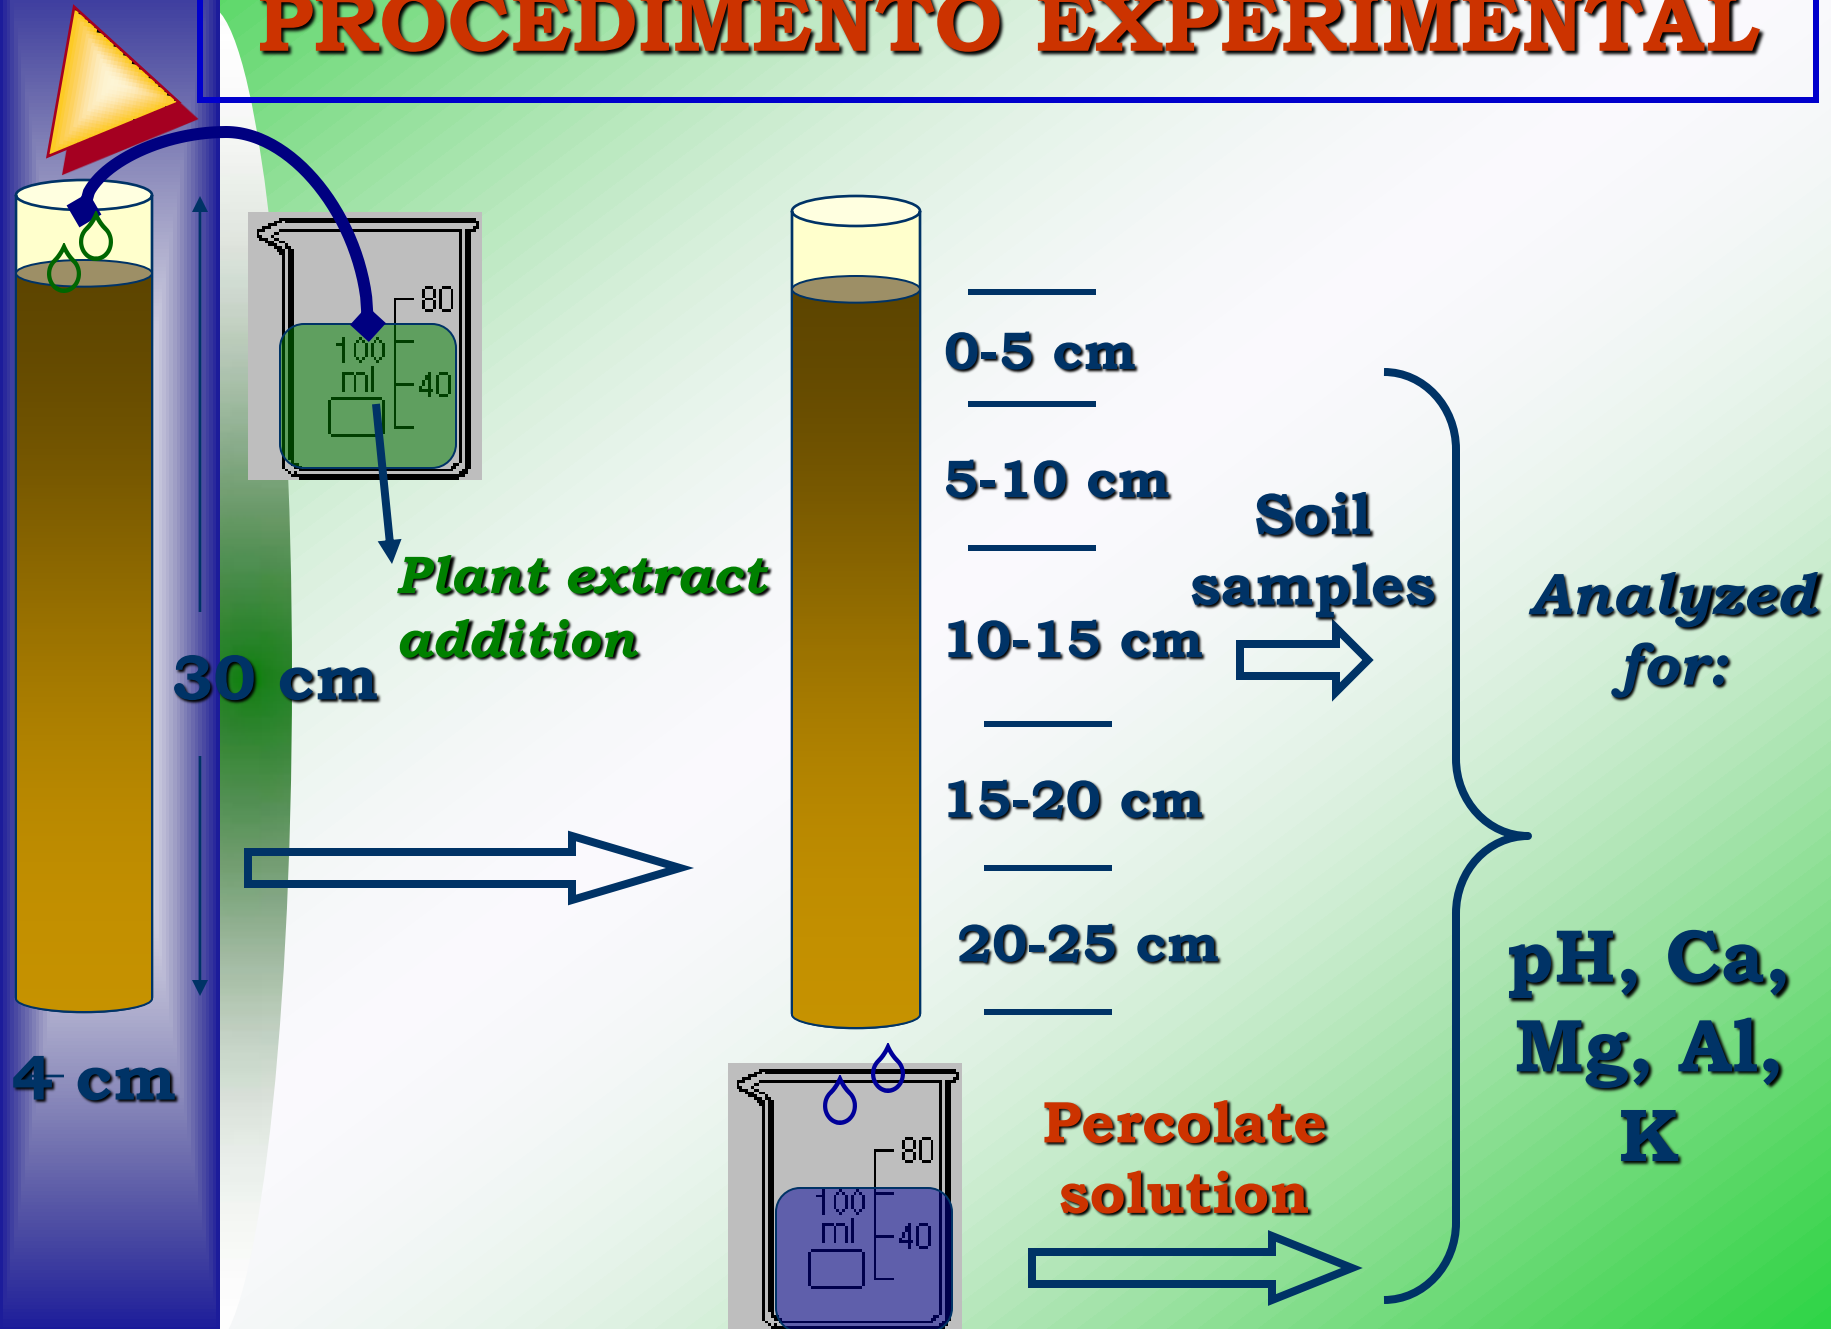 PROCEDIMENTO EXPERIMENTAL
80
100
ml
40
Plant extract
addition
30 cm
4 cm
0-5 cm
5-10 cm
10-15 cm
15-20 cm
20-25 cm
Soil
samples
80
100
ml
40
Percolate
solution
Analyzed
for:
pH, Ca,
Mg, Al,
K